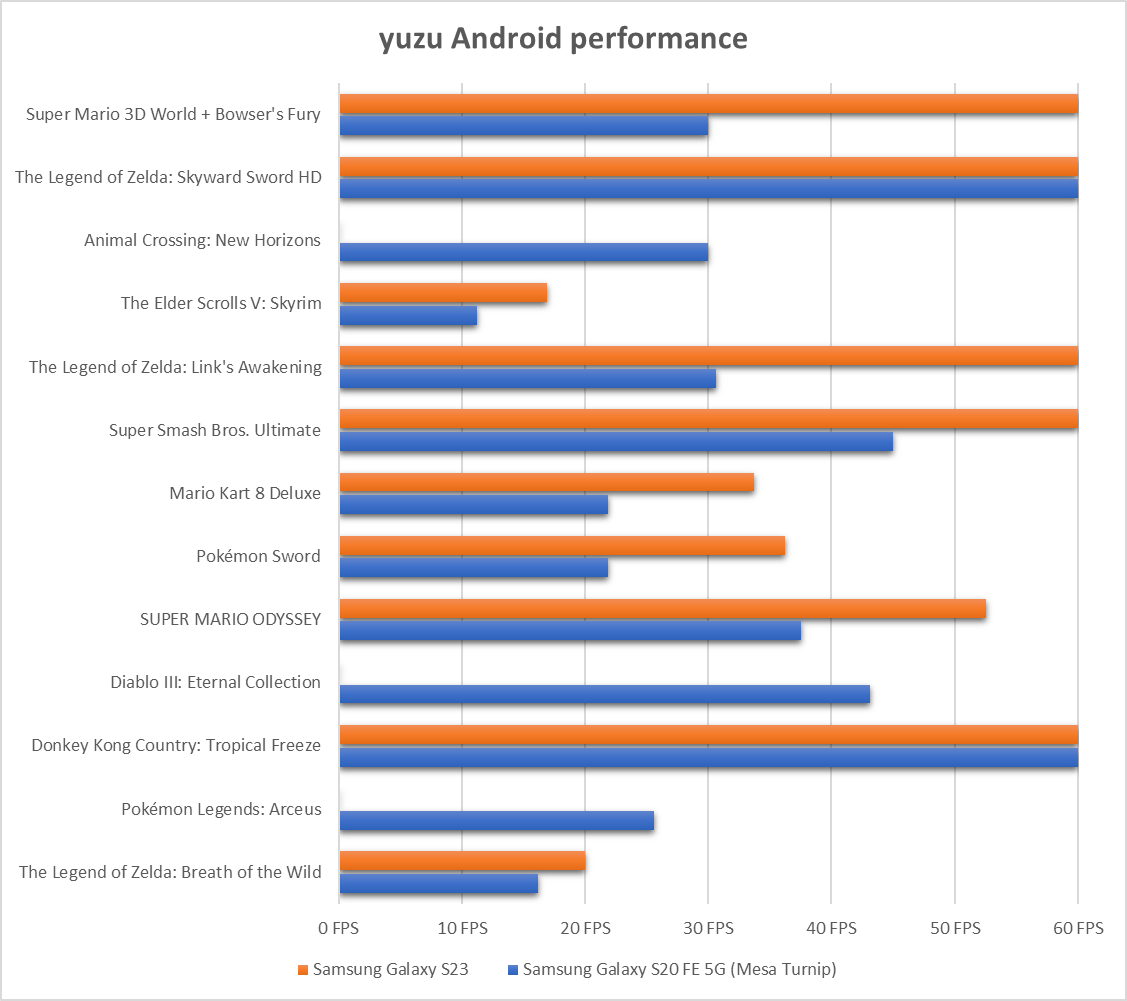 yuzu Android performance
Super Mario 3D World + Bowser's Fury
The Legend of Zelda: Skyward Sword HD
Animal Crossing: New Horizons
The Elder Scrolls V: Skyrim
The Legend of Zelda: Link's Awakening
Super Smash Bros. Ultimate
Mario Kart 8 Deluxe
Pokémon Sword
SUPER MARIO ODYSSEY
Diablo III: Eternal Collection
Donkey Kong Country: Tropical Freeze
Pokémon Legends: Arceus
The Legend of Zelda: Breath of the Wild
0 FPS 10 FPS 20 FPS 30 FPS 40 FPS 50 FPS 60 FPS
Samsung Galaxy S23 Samsung Galaxy S20 FE 5G (Mesa Turnip)